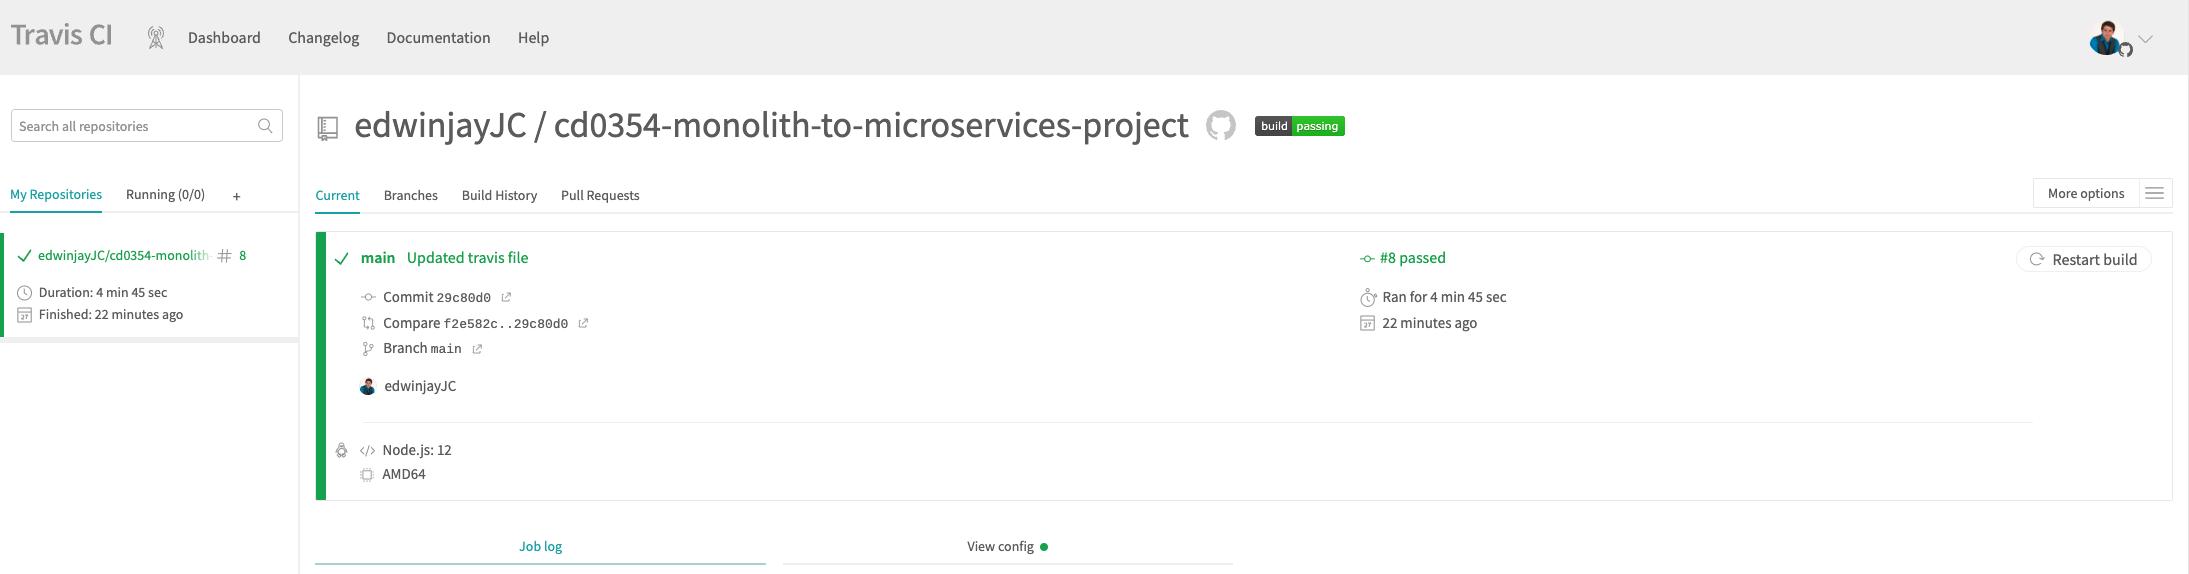 Travis CI Dashboard Changelog Documentation Help
Search all repositories
edwinjayJC / cd0354-monolith-to-microservices-project build passing
My Repositories Running (0/0) +
Current Branches Build History Pull Requests More options
edwinjayJC/cd0354-monolith- # 8
Duration: 4 min 45 sec
Finished: 22 minutes ago
main Updated travis file
Commit 29c80d0
Compare f2e582c..29c80d0
Branch main
edwinjayJC
#8 passed
Ran for 4 min 45 sec
22 minutes ago
Restart build
Node.js: 12
AMD64
Job log View config